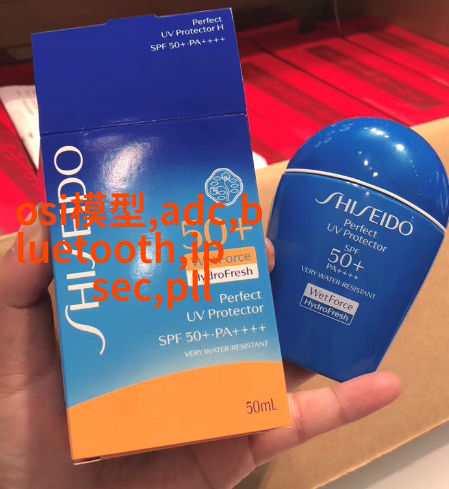 Perfect
UV Protector H
SPF 50+·PA++++
SHISEIDO
osi模型,adc,b
luetooth,ip
sec,pll
50+
WetForce
HydroFresh
Perfect
UV Protector
SPF 50+·PA++++
VERY WATER-RESISTANT
50mL
SHISEIDO
Perfect
UV Protector
SPF
50+
PA++++
VERY WATER-RESISTANT
WetForce
HydroFresh